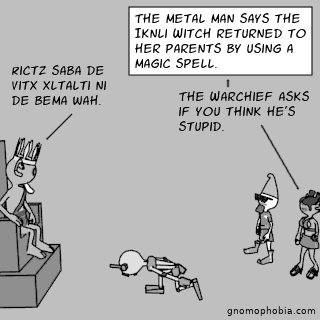 THE METAL MAN SAYS THE
IKNLI WITCH RETURNED TO
HER PARENTS BY USING A
MAGIC SPELL.
RICTZ SABA DE
VITX XLTALTI NI
DE BEMA WAH.
THE WARCHIEF ASKS
IF YOU THINK HE'S
STUPID.
gnomophobia.com